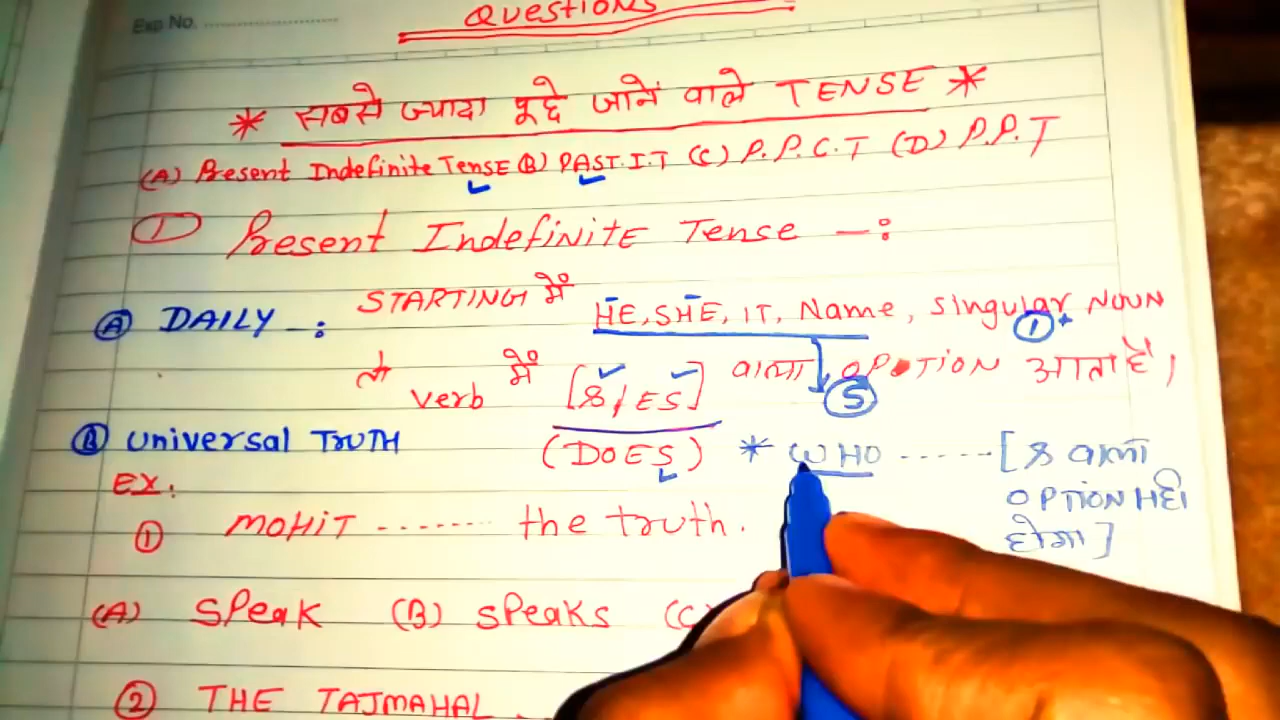 Exp No. ........................
QUESTIONS
* सबसे ज्यादा पूछे जानें वाले TENSE *
(A) Present Indefinite Tense (B) PAST.I.T (C) P.P.C.T (D) P.P.T
① Present IndefiNitE Tense —:
Ⓐ DAILY —: STARTING में HE, SHE, IT, Name, Singular NOUN ①+
तो verb में [S/ES] वाला OPOTION आता है।
Ⓢ
Ⓑ universal TRUTH (DOES) * WHO ------ [S वाला
OPTION ही
होगा]
EX.
① MOHIT -------- the truth.
(A) speak (B) speaks (C)
② THE TAJMAHAL